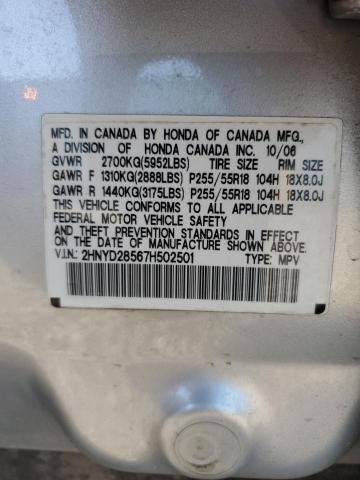 MFD. IN CANADA BY HONDA OF CANADA MFG.,
A DIVISION OF HONDA CANADA INC. 10/06
GVWR 2700KG(5952LBS) TIRE SIZE RIM SIZE
GAWR F 1310KG(2888LBS) P255/55R18 104H 18X8.0J
GAWR R 1440KG(3175LBS) P255/55R18 104H 18X8.0J
THIS VEHICLE CONFORMS TO ALL APPLICABLE
FEDERAL MOTOR VEHICLE SAFETY
AND THEFT PREVENTION STANDARDS IN EFFECT
ON THE DATE OF MANUFACTURE SHOWN ABOVE.
V.I.N.: 2HNYD28567H502501 TYPE: MPV